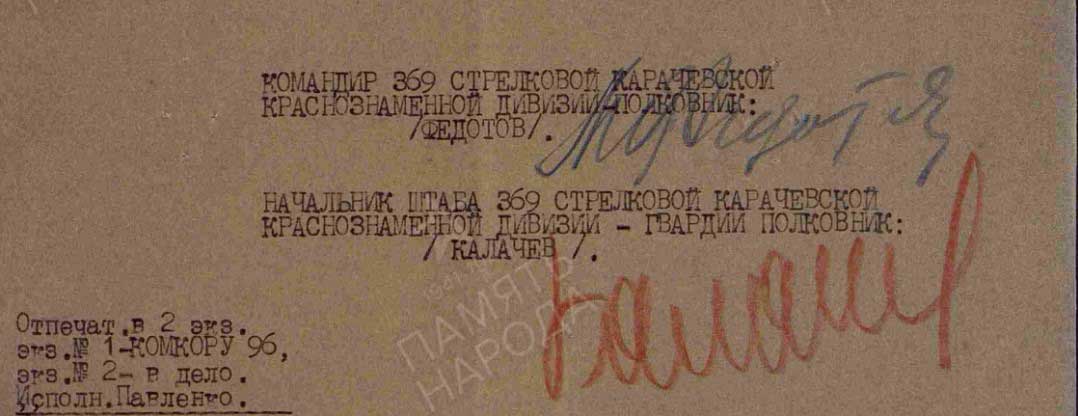 КОМАНДИР 369 СТРЕЛКОВОЙ КАРАЧЕВСКОЙ
КРАСНОЗНАМЕННОЙ ДИВИЗИИ-ПОЛКОВНИК:
/ФЕДОТОВ/.
НАЧАЛЬНИК ШТАБА 369 СТРЕЛКОВОЙ КАРАЧЕВСКОЙ
КРАСНОЗНАМЕННОЙ ДИВИЗИИ - ГВАРДИИ ПОЛКОВНИК:
/ КАЛАЧЕВ /.
ПАМЯТЬ
НАРОДА
Отпечат.в 2 экз.
экз.№ 1-КОМКОРУ 96,
экз.№ 2- в дело.
Исполн.Павленко.